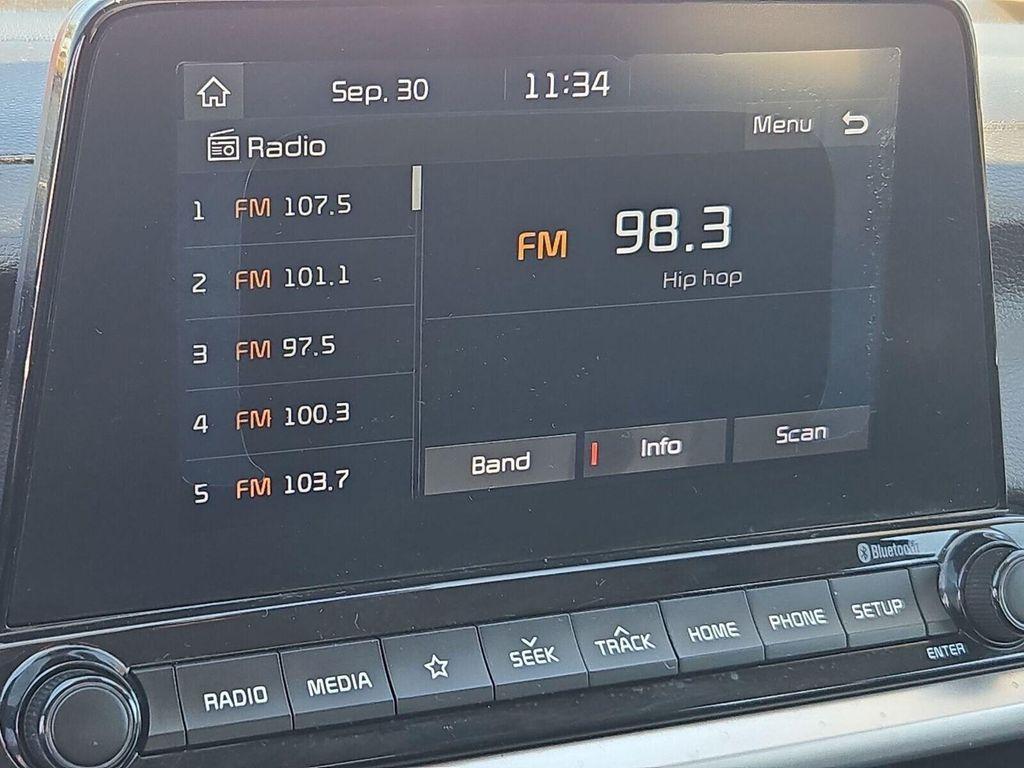 Sep. 30
11:34
Menu
Radio
1 FM 107.5
2 FM 101.1
3 FM 97.5
4 FM 100.3
5 FM 103.7
FM 98.3
Hip hop
Band
Info
Scan
Bluetooth
RADIO
MEDIA
SEEK
TRACK
HOME
PHONE
SETUP
ENTER